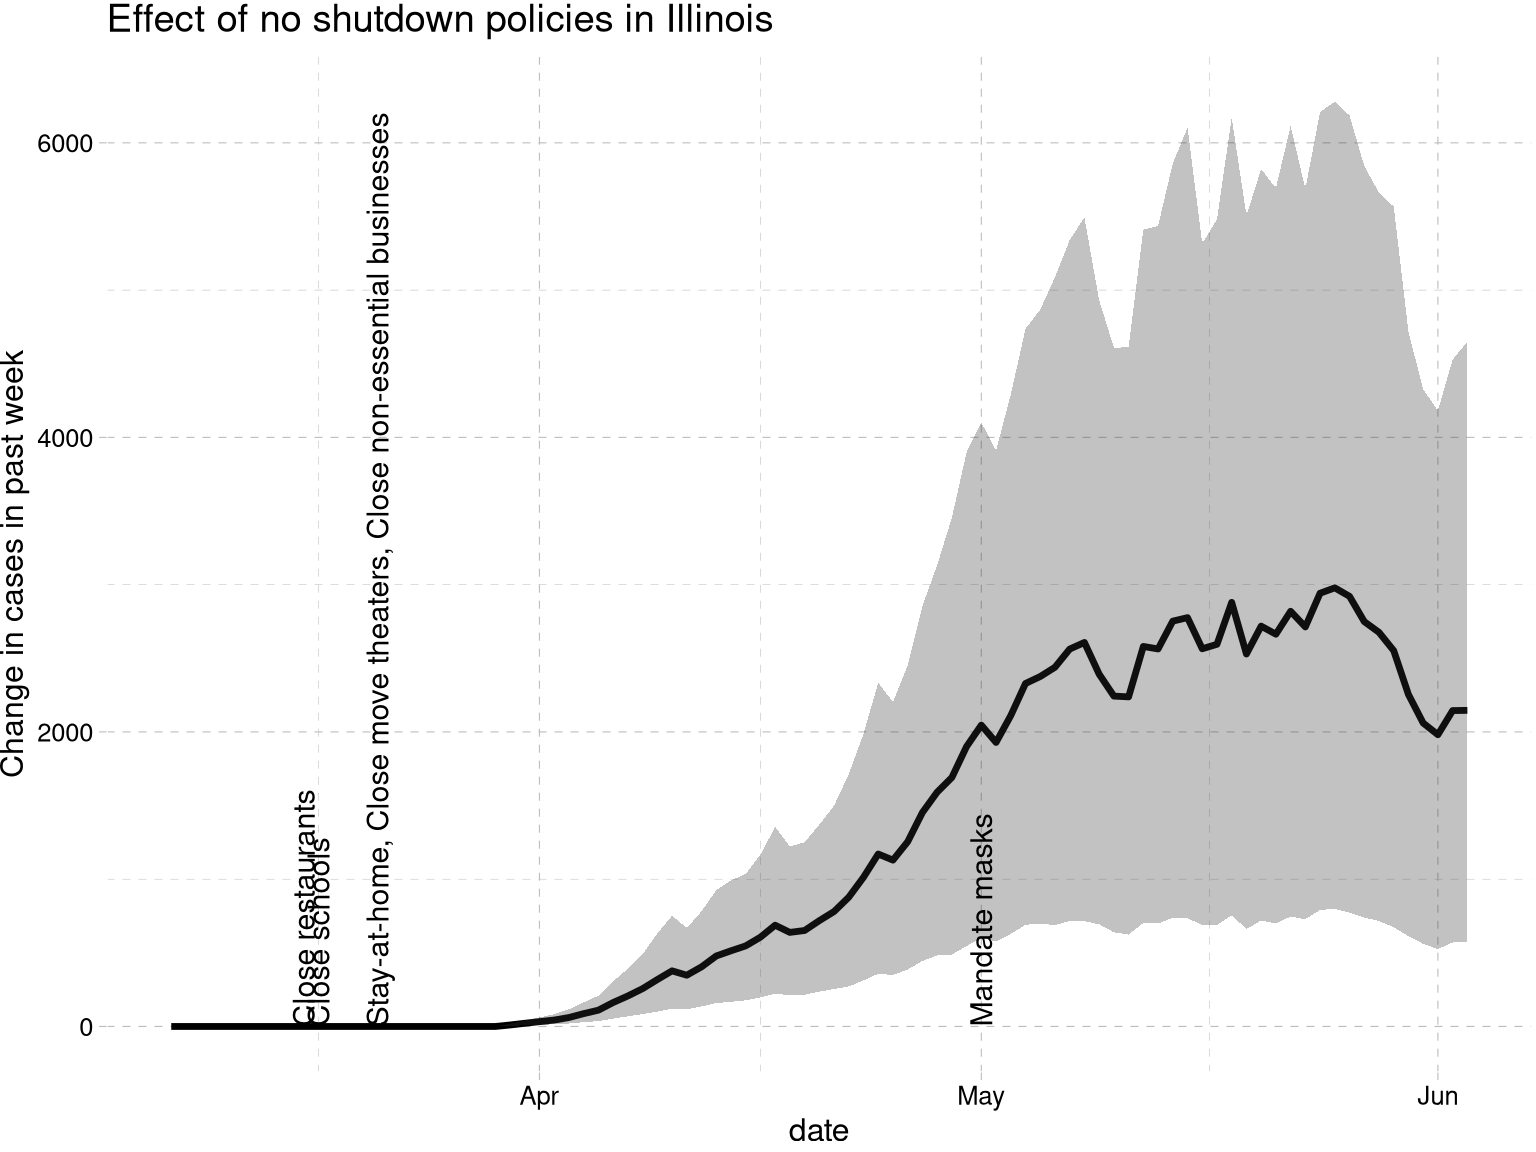 Effect of no shutdown policies in Illinois
Change in cases in past week
6000
4000
2000
0
Close restaurants
Close schools
Stay-at-home, Close move theaters, Close non-essential businesses
Mandate masks
Apr
May
Jun
date